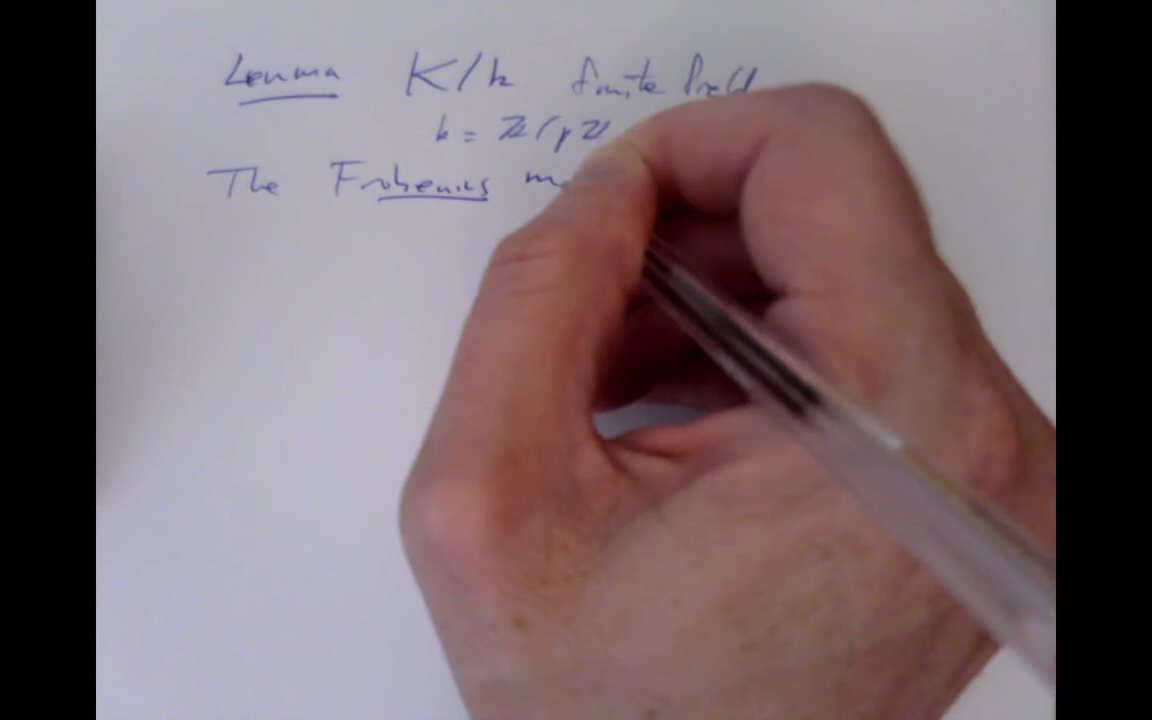 Lemma K/k finite field
k = ℤ/pℤ
The Frobenius